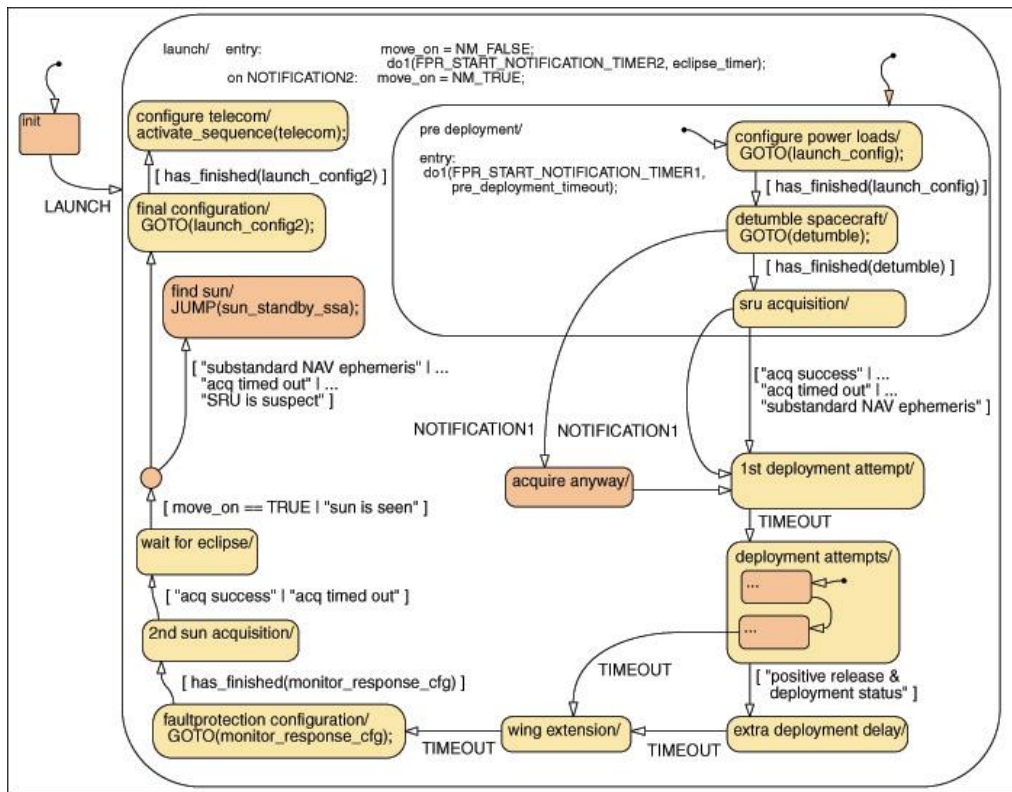 launch/ entry: move_on = NM_FALSE;
do1(FPR_START_NOTIFICATION_TIMER2, eclipse_timer);
on NOTIFICATION2: move_on = NM_TRUE;
init
LAUNCH
configure telecom/
activate_sequence(telecom);
[ has_finished(launch_config2) ]
final configuration/
GOTO(launch_config2);
find sun/
JUMP(sun_standby_ssa);
[ "substandard NAV ephemeris" | ...
"acq timed out" | ...
"SRU is suspect" ]
[ move_on == TRUE | "sun is seen" ]
wait for eclipse/
[ "acq success" | "acq timed out" ]
2nd sun acquisition/
[ has_finished(monitor_response_cfg) ]
faultprotection configuration/
GOTO(monitor_response_cfg);
pre deployment/
entry:
do1(FPR_START_NOTIFICATION_TIMER1,
pre_deployment_timeout);
configure power loads/
GOTO(launch_config);
[ has_finished(launch_config) ]
detumble spacecraft/
GOTO(detumble);
[ has_finished(detumble) ]
sru acquisition/
[ "acq success" | ...
"acq timed out" | ...
"substandard NAV ephemeris" ]
NOTIFICATION1
NOTIFICATION1
acquire anyway/
1st deployment attempt/
TIMEOUT
deployment attempts/
...
...
TIMEOUT
[ "positive release &
deployment status" ]
extra deployment delay/
TIMEOUT
wing extension/
TIMEOUT